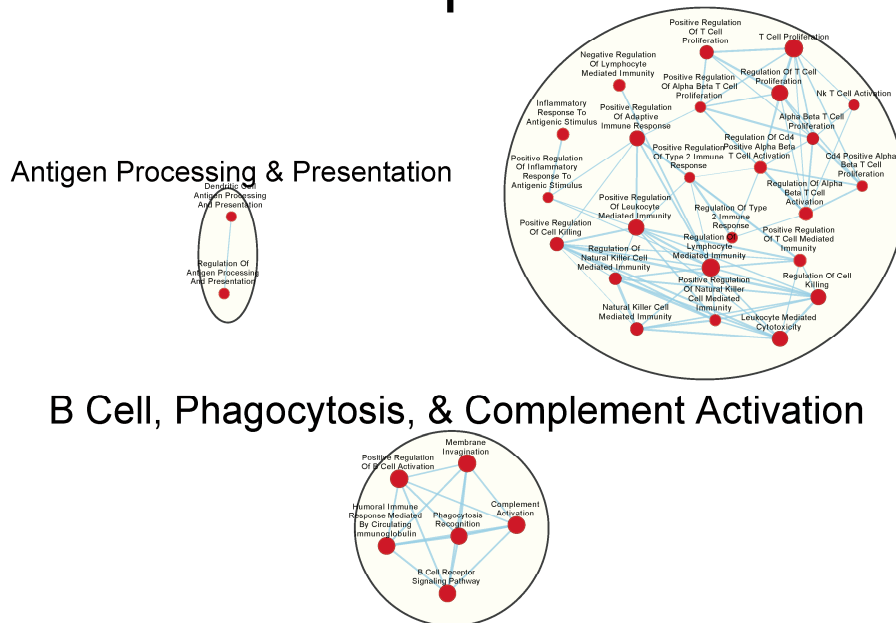 Antigen Processing & Presentation
Dendritic Cell
Antigen Processing
And Presentation
Regulation Of
Antigen Processing
And Presentation
Positive Regulation
Of T Cell
Proliferation
T Cell Proliferation
Negative Regulation
Of Lymphocyte
Mediated Immunity
Regulation Of T Cell
Proliferation
Positive Regulation
Of Alpha Beta T Cell
Proliferation
Nk T Cell Activation
Inflammatory
Response To
Antigenic Stimulus
Positive Regulation
Of Adaptive
Immune Response
Alpha Beta T Cell
Proliferation
Regulation Of Cd4
Positive Alpha Beta
T Cell Activation
Positive Regulation
Of Type 2 Immune
Response
Cd4 Positive Alpha
Beta T Cell
Proliferation
Positive Regulation
Of Inflammatory
Response To
Antigenic Stimulus
Regulation Of Alpha
Beta T Cell
Activation
Positive Regulation
Of Leukocyte
Mediated Immunity
Regulation Of Type
2 Immune
Response
Positive Regulation
Of Cell Killing
Positive Regulation
Of T Cell Mediated
Immunity
Regulation Of
Lymphocyte
Mediated Immunity
Regulation Of
Natural Killer Cell
Mediated Immunity
Regulation Of Cell
Killing
Positive Regulation
Of Natural Killer
Cell Mediated
Immunity
Natural Killer Cell
Mediated Immunity
Leukocyte Mediated
Cytotoxicity
B Cell, Phagocytosis, & Complement Activation
Membrane
Invagination
Positive Regulation
Of B Cell Activation
Humoral Immune
Response Mediated
By Circulating
Immunoglobulin
Phagocytosis
Recognition
Complement
Activation
B Cell Receptor
Signaling Pathway